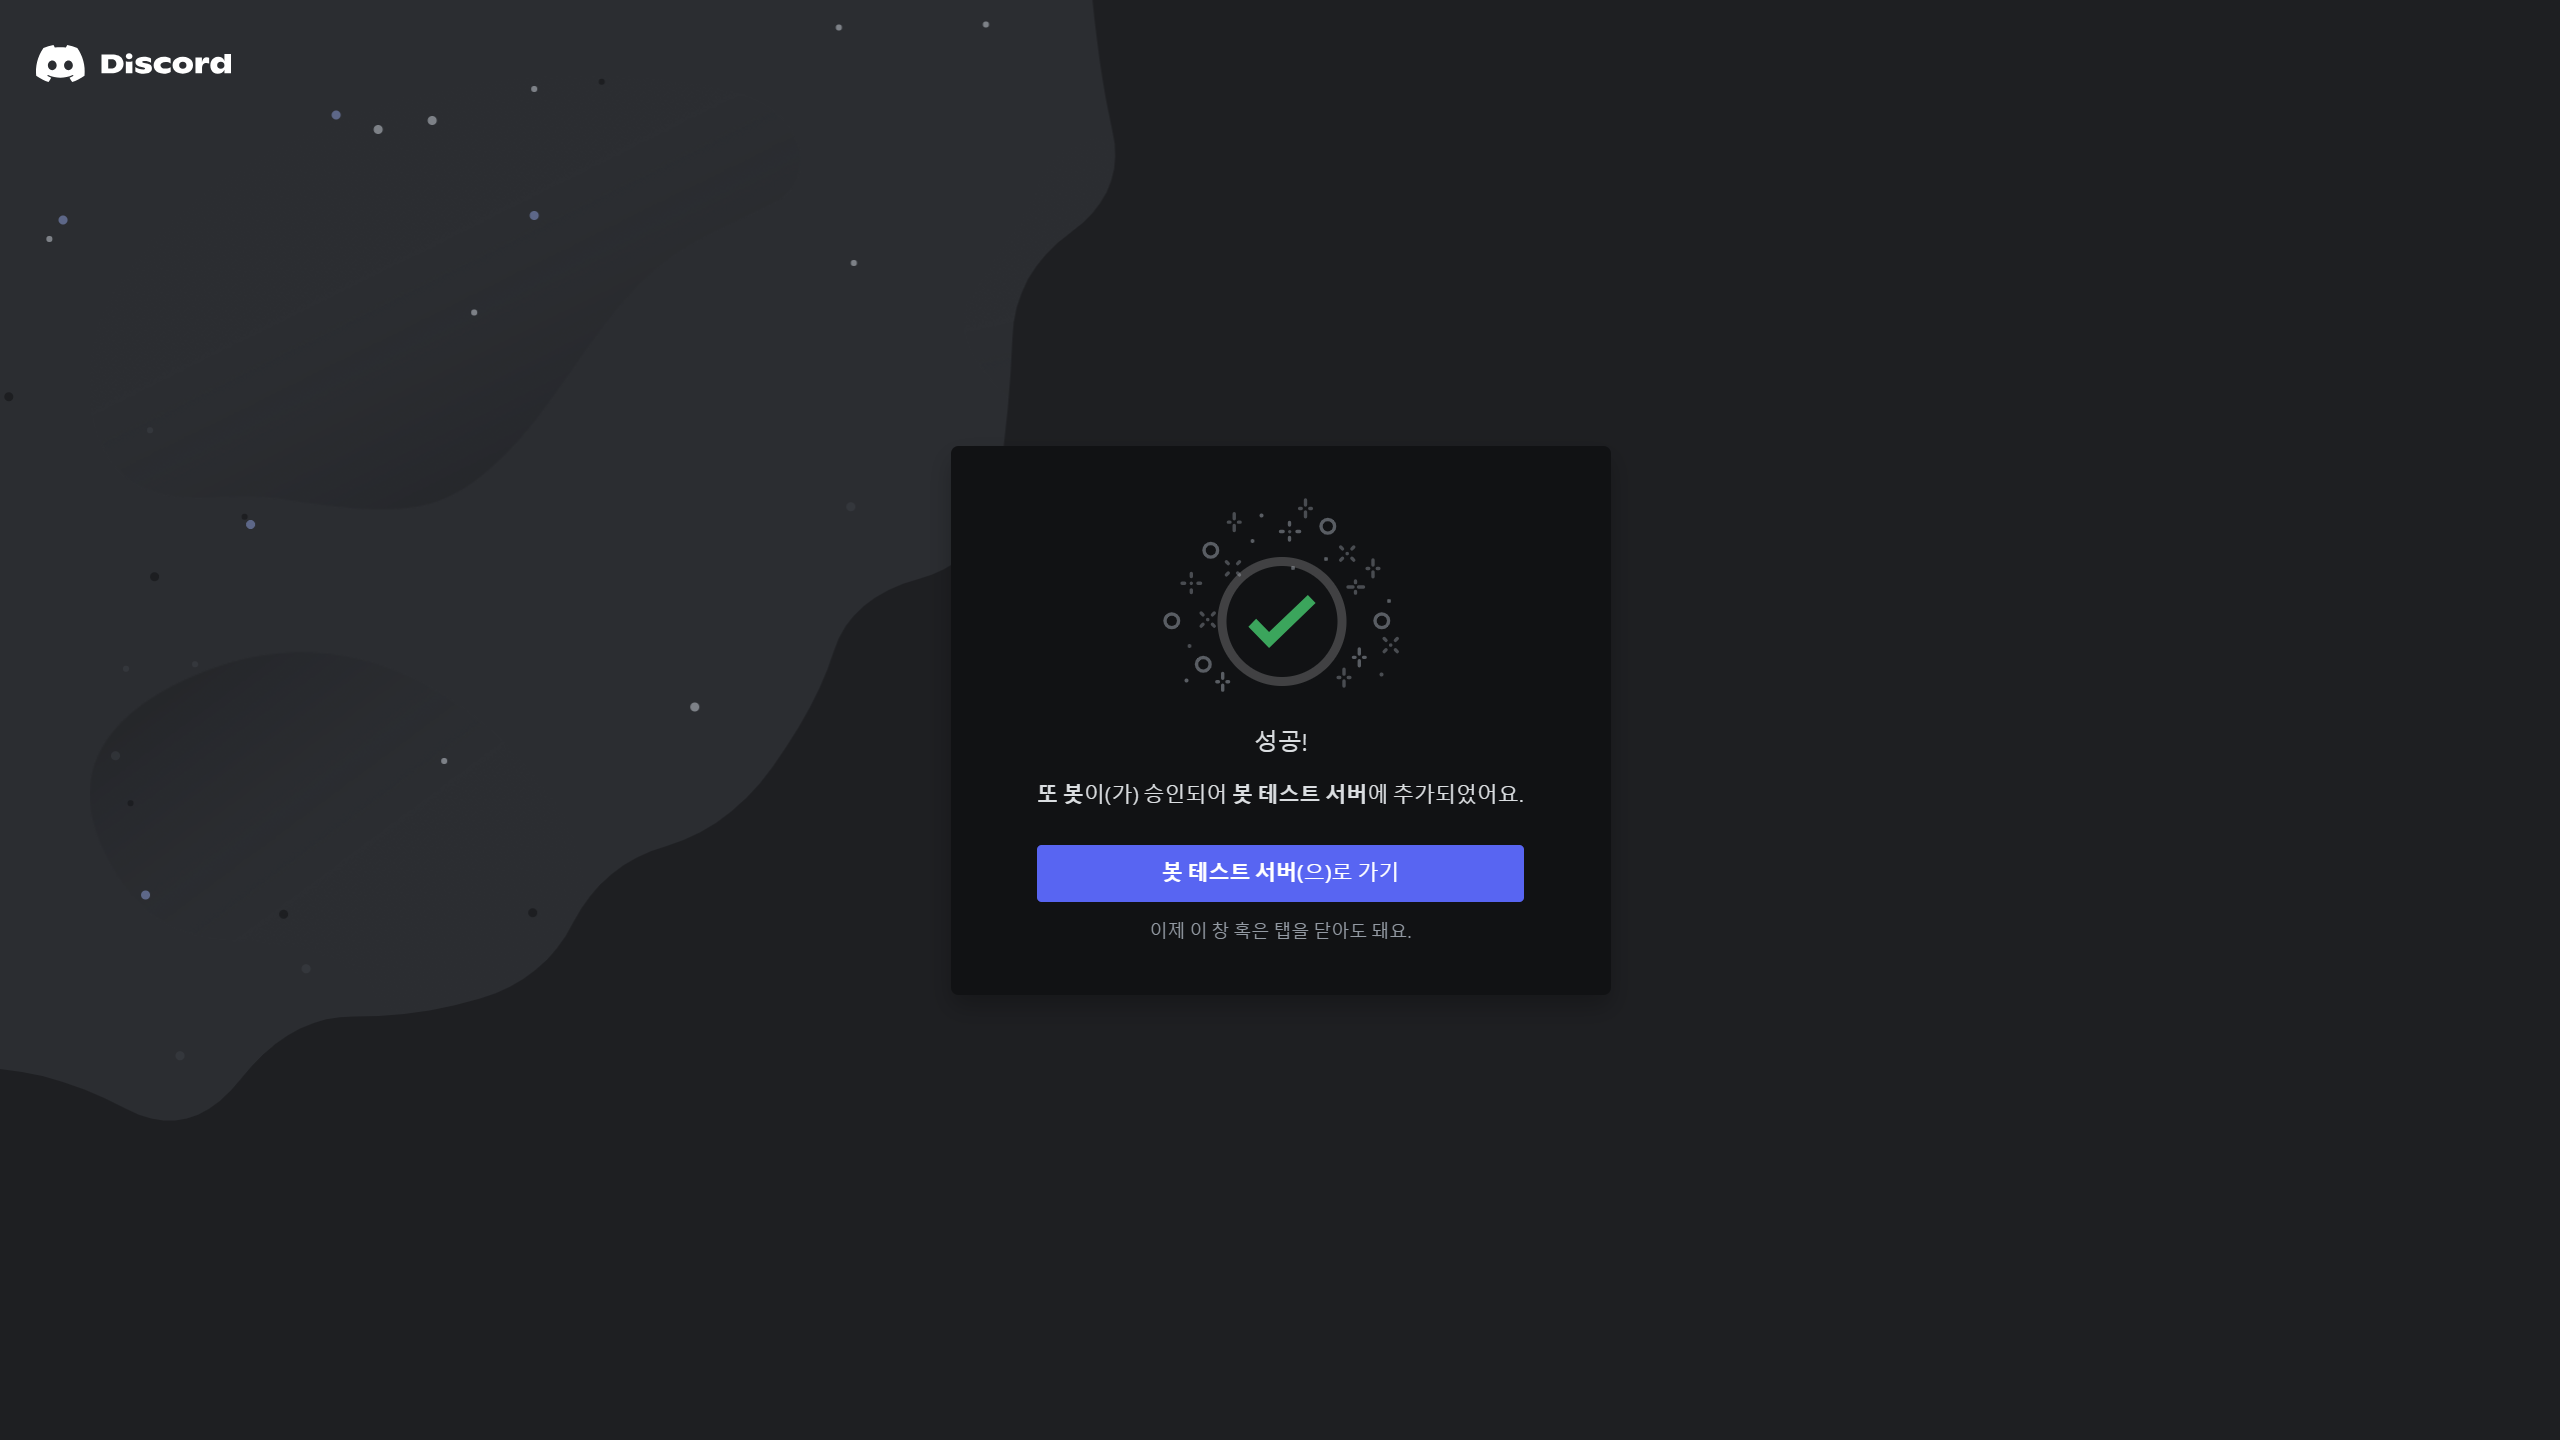 Discord
성공!
또 봇이(가) 승인되어 봇 테스트 서버에 추가되었어요.
봇 테스트 서버(으)로 가기
이제 이 창 혹은 탭을 닫아도 돼요.